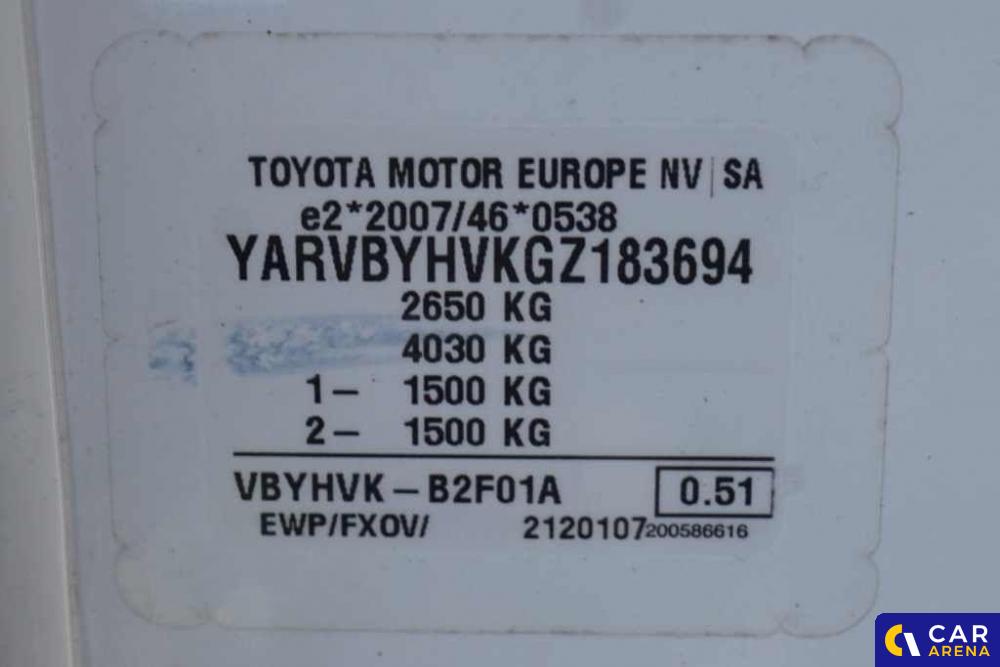 TOYOTA MOTOR EUROPE NV|SA
e2*2007/46*0538
YARVBYHVKGZ183694
2650 KG
4030 KG
1- 1500 KG
2- 1500 KG
VBYHVK-B2F01A 0.51
EWP/FXOV/ 2120107200586616
CAR
ARENA